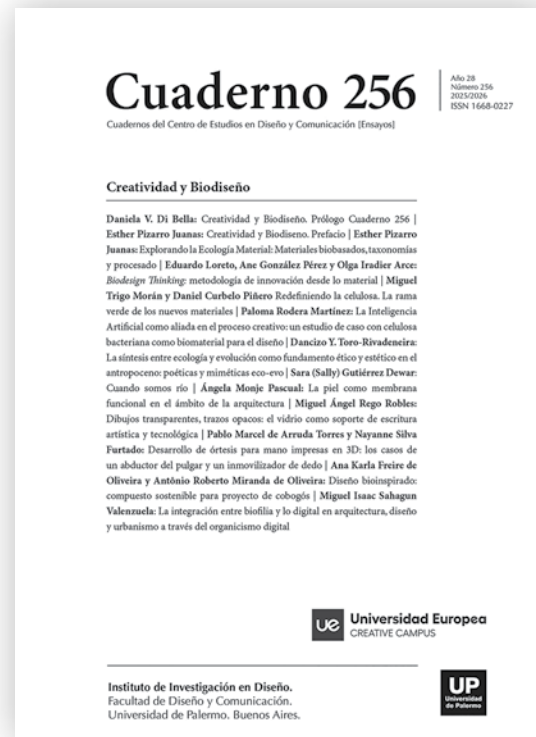 Cuaderno 256
Año 28
Número 256
2025/2026
ISSN 1668-0227
Cuadernos del Centro de Estudios en Diseño y Comunicación [Ensayos]
Creatividad y Biodiseño
Daniela V. Di Bella: Creatividad y Biodiseño. Prólogo Cuaderno 256 |
Esther Pizarro Juanas: Creatividad y Biodiseno. Prefacio | Esther Pizarro
Juanas: Explorando la Ecología Material: Materiales biobasados, taxonomías
y procesado | Eduardo Loreto, Ane González Pérez y Olga Iradier Arce:
Biodesign Thinking: metodología de innovación desde lo material | Miguel
Trigo Morán y Daniel Curbelo Piñero Redefiniendo la celulosa. La rama
verde de los nuevos materiales | Paloma Rodera Martínez: La Inteligencia
Artificial como aliada en el proceso creativo: un estudio de caso con celulosa
bacteriana como biomaterial para el diseño | Dancizo Y. Toro-Rivadeneira:
La síntesis entre ecología y evolución como fundamento ético y estético en el
antropoceno: poéticas y miméticas eco-evo | Sara (Sally) Gutiérrez Dewar:
Cuando somos río | Ángela Monje Pascual: La piel como membrana
funcional en el ámbito de la arquitectura | Miguel Ángel Rego Robles:
Dibujos transparentes, trazos opacos: el vidrio como soporte de escritura
artística y tecnológica | Pablo Marcel de Arruda Torres y Nayanne Silva
Furtado: Desarrollo de órtesis para mano impresas en 3D: los casos de
un abductor del pulgar y un inmovilizador de dedo | Ana Karla Freire de
Oliveira y Antônio Roberto Miranda de Oliveira: Diseño bioinspirado:
compuesto sostenible para proyecto de cobogós | Miguel Isaac Sahagun
Valenzuela: La integración entre biofilia y lo digital en arquitectura, diseño
y urbanismo a través del organicismo digital
ue Universidad Europea
CREATIVE CAMPUS
Instituto de Investigación en Diseño.
Facultad de Diseño y Comunicación.
Universidad de Palermo. Buenos Aires.
UP
Universidad
de Palermo